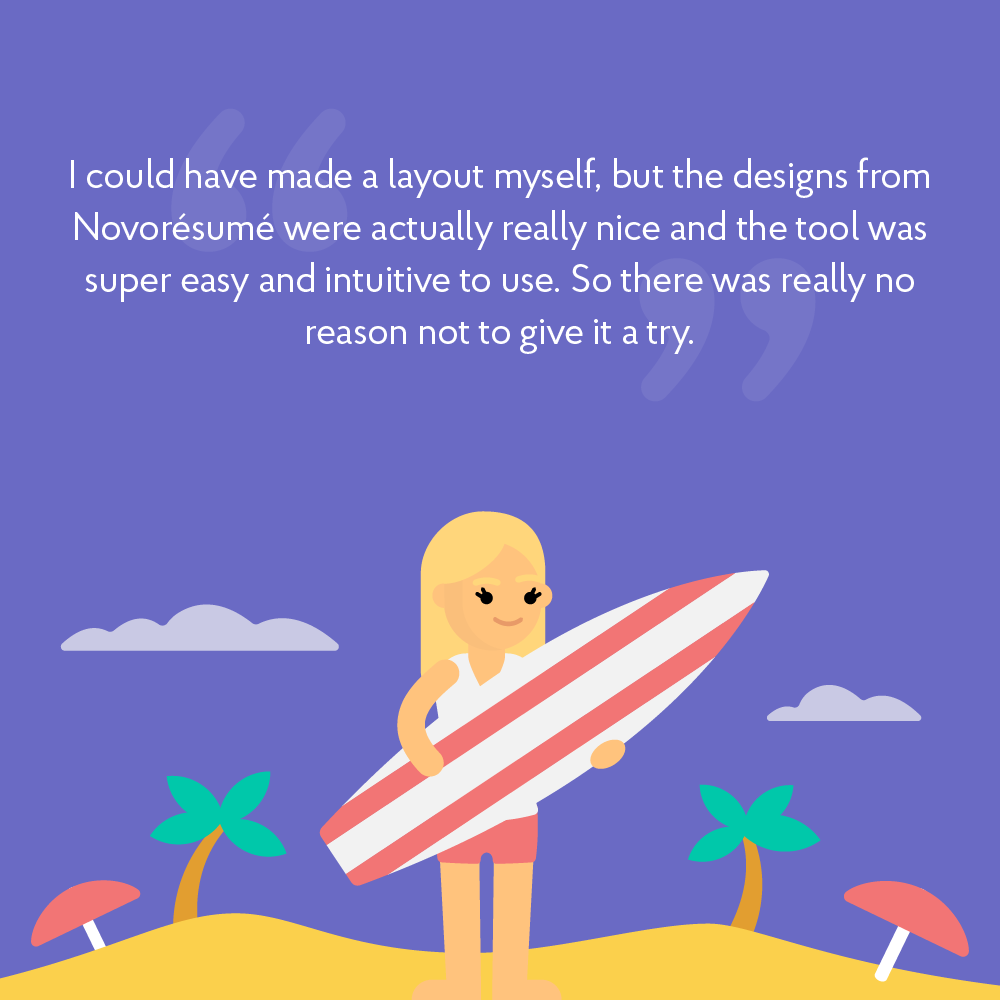 I could have made a layout myself, but the designs from
Novorésumé were actually really nice and the tool was
super easy and intuitive to use. So there was really no
reason not to give it a try.